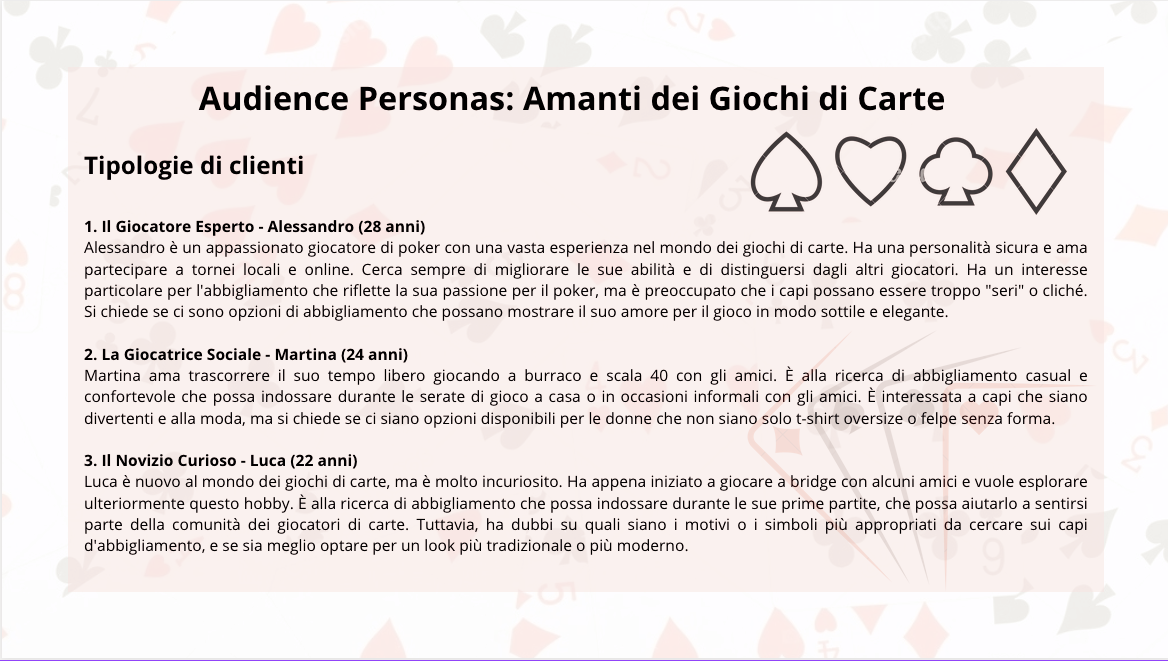 Audience Personas: Amanti dei Giochi di Carte
Tipologie di clienti
1. Il Giocatore Esperto - Alessandro (28 anni)
Alessandro è un appassionato giocatore di poker con una vasta esperienza nel mondo dei giochi di carte. Ha una personalità sicura e ama
partecipare a tornei locali e online. Cerca sempre di migliorare le sue abilità e di distinguersi dagli altri giocatori. Ha un interesse
particolare per l'abbigliamento che riflette la sua passione per il poker, ma è preoccupato che i capi possano essere troppo "seri" o cliché.
Si chiede se ci sono opzioni di abbigliamento che possano mostrare il suo amore per il gioco in modo sottile e elegante.
2. La Giocatrice Sociale - Martina (24 anni)
Martina ama trascorrere il suo tempo libero giocando a burraco e scala 40 con gli amici. È alla ricerca di abbigliamento casual e
confortevole che possa indossare durante le serate di gioco a casa o in occasioni informali con gli amici. È interessata a capi che siano
divertenti e alla moda, ma si chiede se ci siano opzioni disponibili per le donne che non siano solo t-shirt oversize o felpe senza forma.
3. Il Novizio Curioso - Luca (22 anni)
Luca è nuovo al mondo dei giochi di carte, ma è molto incuriosito. Ha appena iniziato a giocare a bridge con alcuni amici e vuole esplorare
ulteriormente questo hobby. È alla ricerca di abbigliamento che possa indossare durante le sue prime partite, che possa aiutarlo a sentirsi
parte della comunità dei giocatori di carte. Tuttavia, ha dubbi su quali siano i motivi o i simboli più appropriati da cercare sui capi
d'abbigliamento, e se sia meglio optare per un look più tradizionale o più moderno.